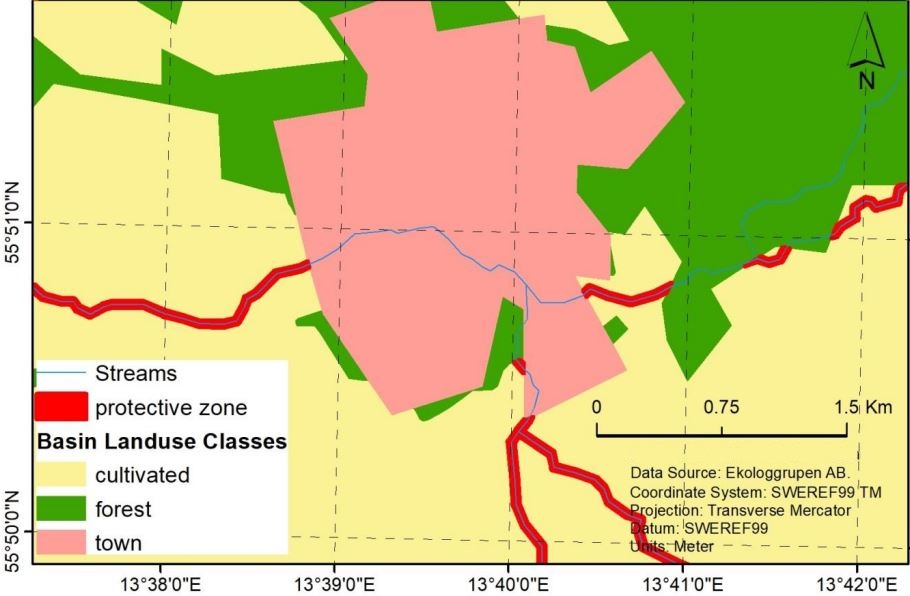 N
55°51'0"N
55°50'0"N
Streams
protective zone
Basin Landuse Classes
cultivated
forest
town
0 0.75 1.5 Km
Data Source: Ekologgrupen AB.
Coordinate System: SWEREF99 TM
Projection: Transverse Mercator
Datum: SWEREF99
Units: Meter
13°38'0"E 13°39'0"E 13°40'0"E 13°41'0"E 13°42'0"E